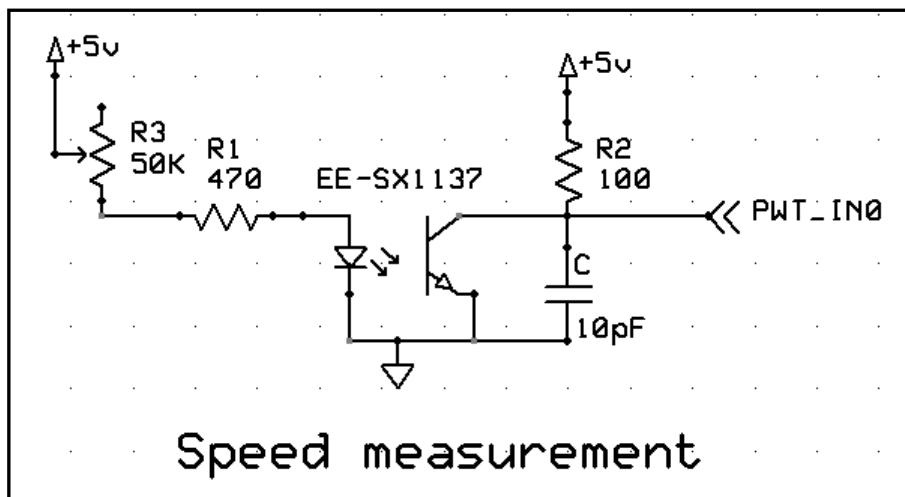 +5v
+5v
R3
50K
R1
470
EE-SX1137
R2
100
PWT_IN0
C
10pF
Speed measurement